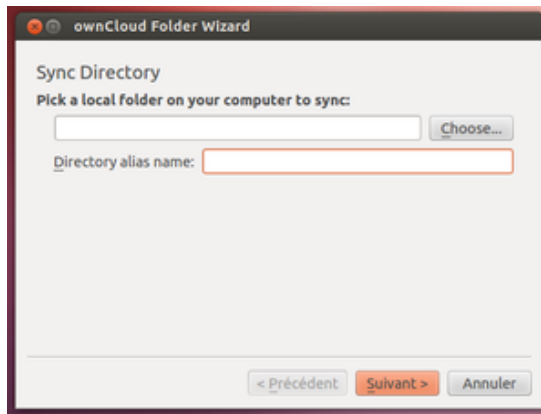 ownCloud Folder Wizard
Sync Directory
Pick a local folder on your computer to sync:
Choose...
Directory alias name:
< Précédent Suivant > Annuler